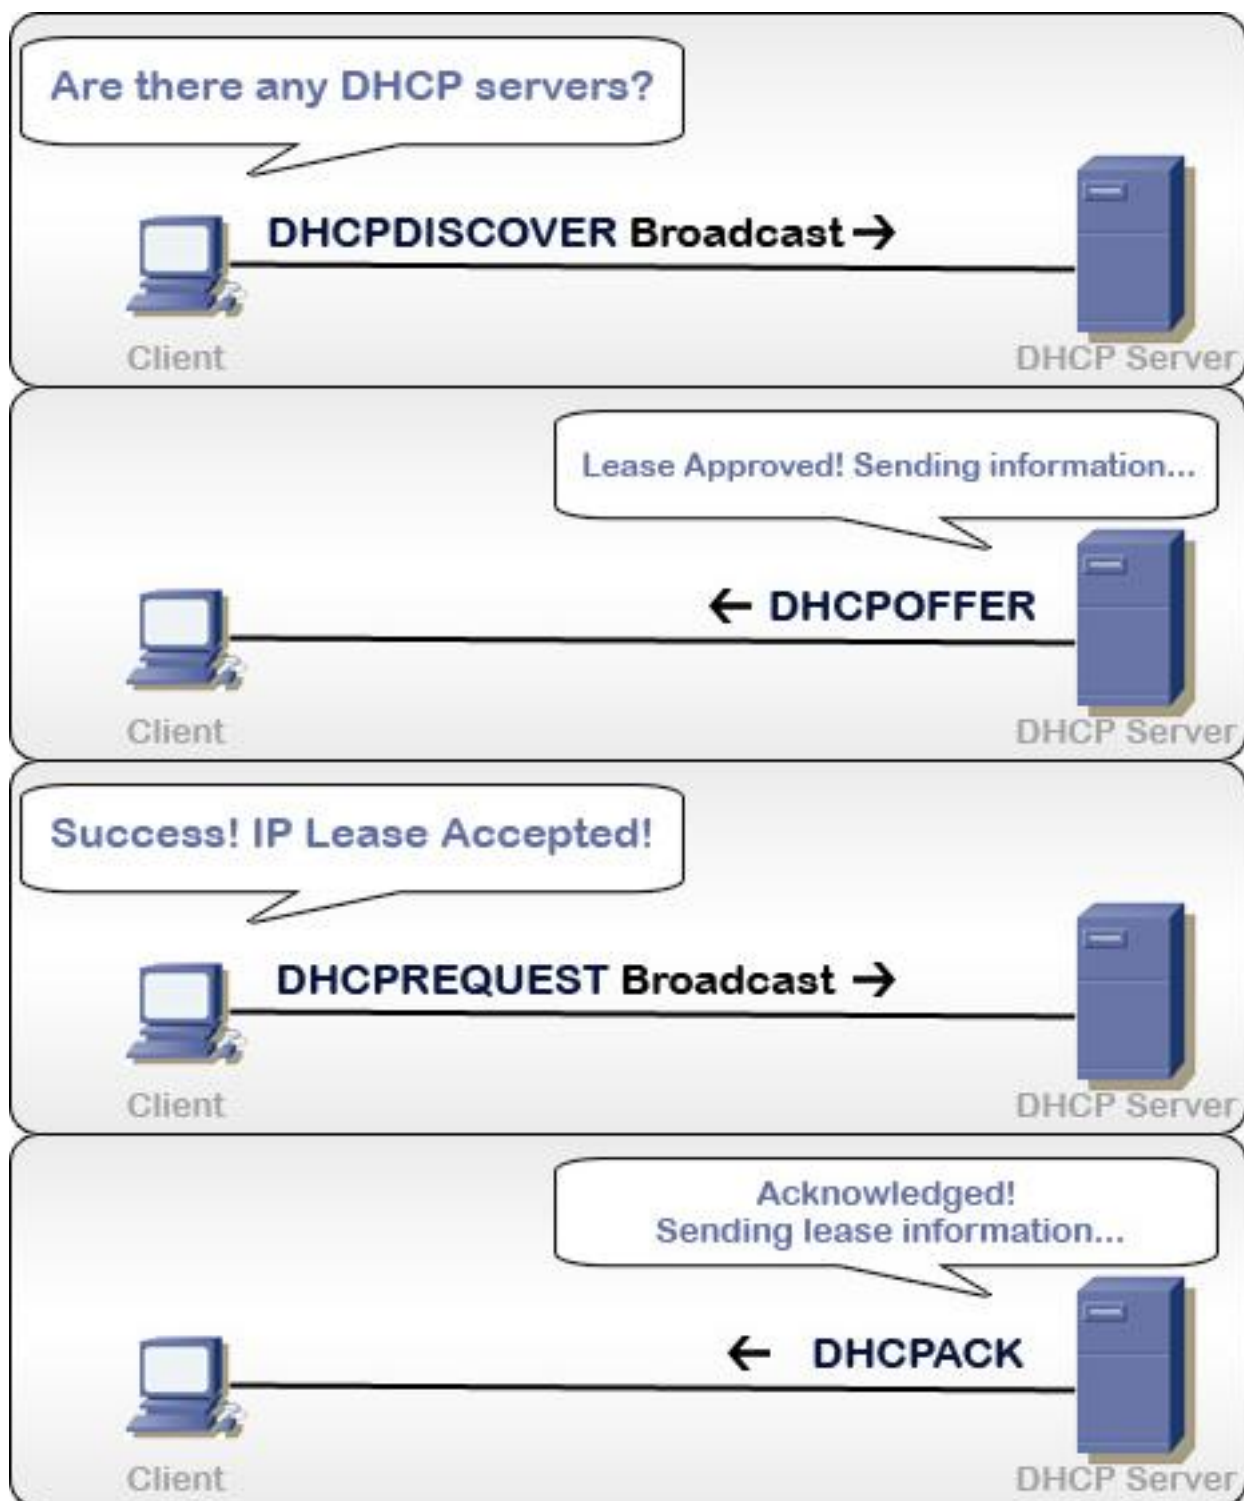 Are there any DHCP servers?
DHCPDISCOVER Broadcast →
Client
DHCP Server
Lease Approved! Sending information...
← DHCPOFFER
Client
DHCP Server
Success! IP Lease Accepted!
DHCPREQUEST Broadcast →
Client
DHCP Server
Acknowledged!
Sending lease information...
← DHCPACK
Client
DHCP Server